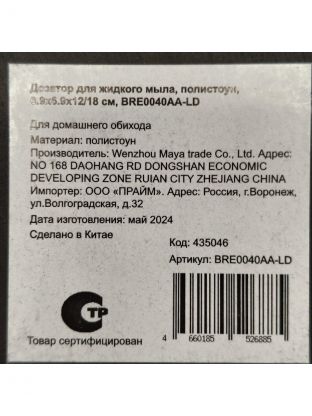 Дозатор для жидкого мыла, полистоун,
6.9x6.9x12/18 см, BRE0040AA-LD
Для домашнего обихода
Материал: полистоун
Производитель: Wenzhou Maya trade Co., Ltd. Адрес:
NO 168 DAOHANG RD DONGSHAN ECONOMIC
DEVELOPING ZONE RUIAN CITY ZHEJIANG CHINA
Импортер: ООО «ПРАЙМ». Адрес: Россия, г.Воронеж,
ул.Волгоградская, д.32
Дата изготовления: май 2024
Сделано в Китае
Код: 435046
Артикул: BRE0040AA-LD
СТР
Товар сертифицирован
4 660185 526885